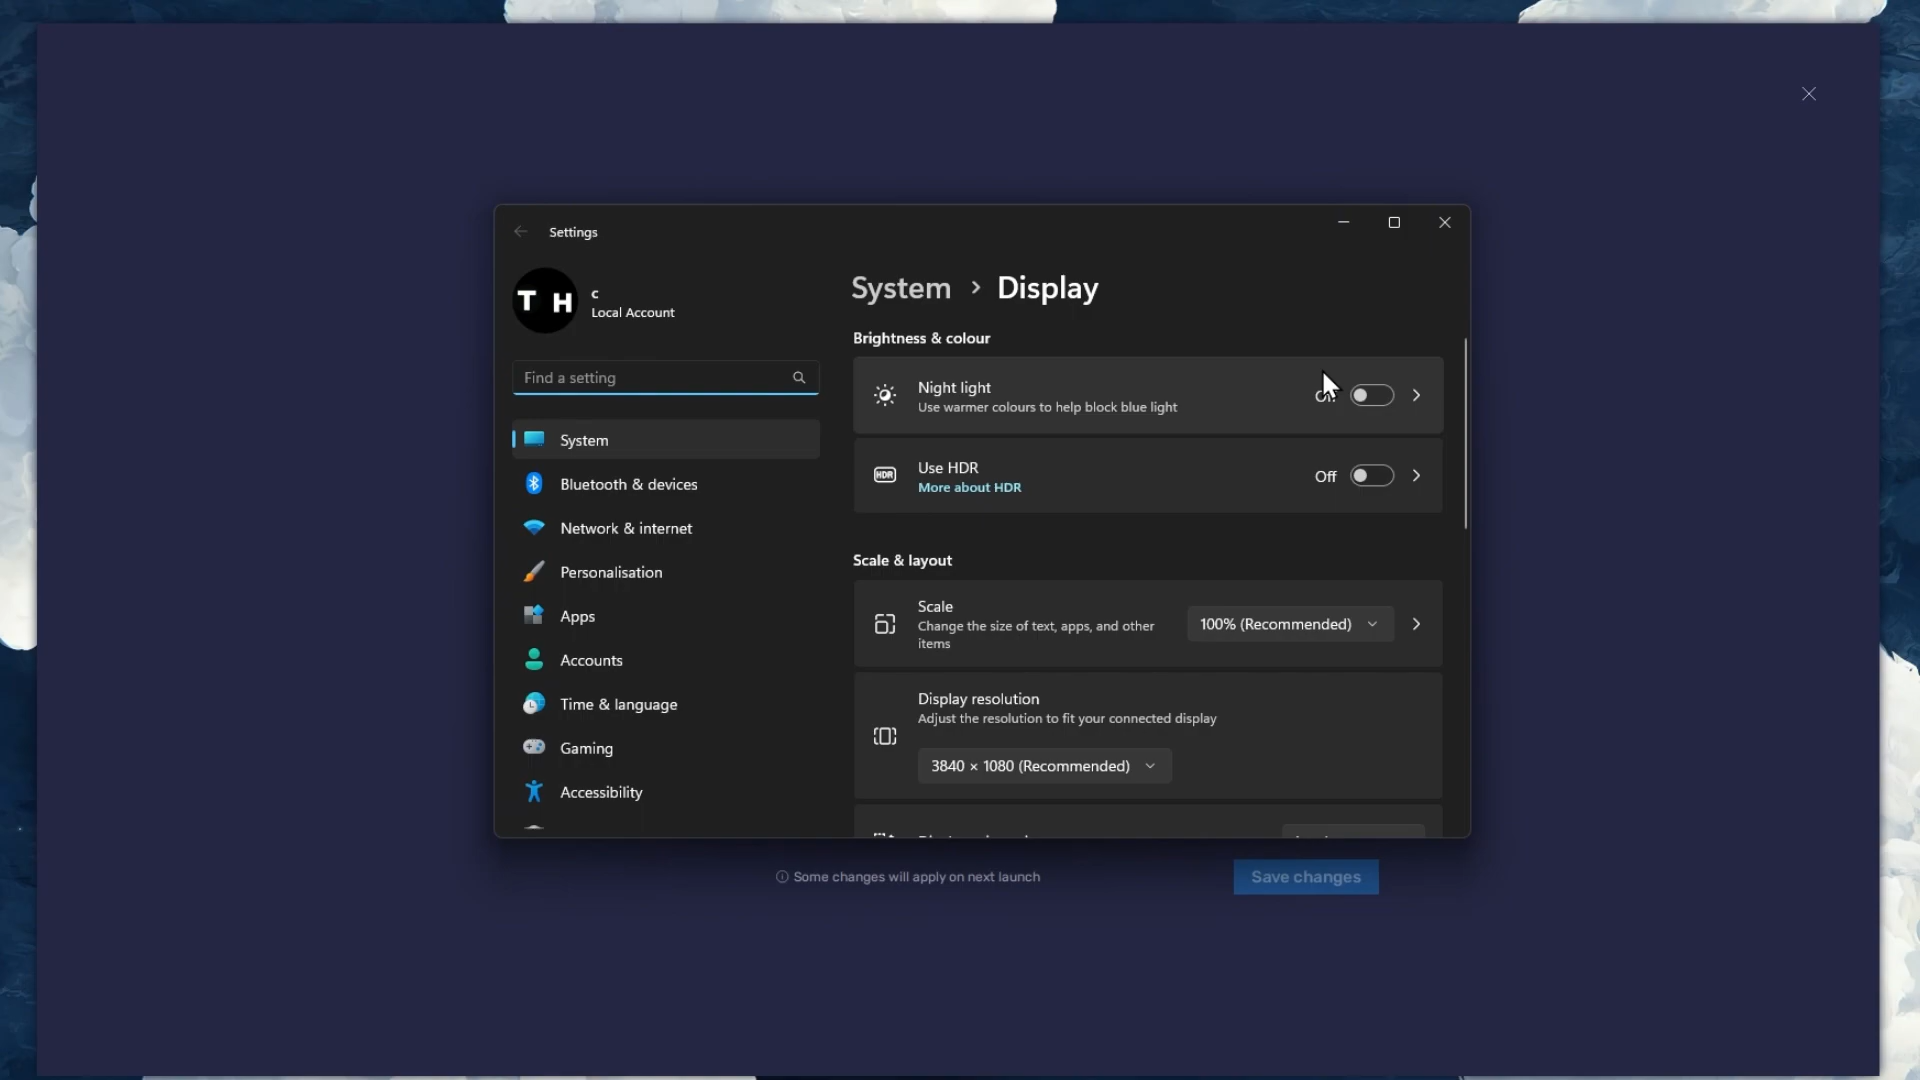 Settings
T H
c
Local Account
Find a setting
System
Bluetooth & devices
Network & internet
Personalisation
Apps
Accounts
Time & language
Gaming
Accessibility
System > Display
Brightness & colour
Night light
Use warmer colours to help block blue light
HDR
Use HDR
More about HDR
Off
Scale & layout
Scale
Change the size of text, apps, and other
items
100% (Recommended)
Display resolution
Adjust the resolution to fit your connected display
3840 × 1080 (Recommended)
Some changes will apply on next launch
Save changes